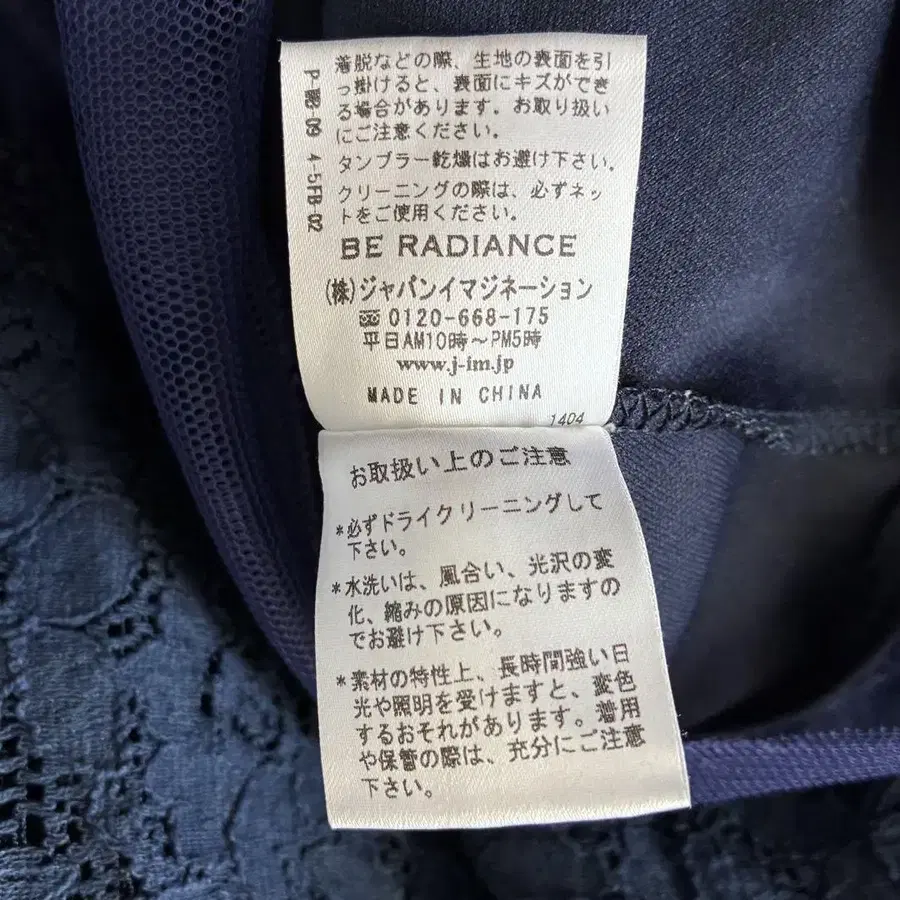 着脱などの際、生地の表面を引
っ掛けると、表面にキズができ
る場合があります。お取り扱い
にご注意ください。
タンブラー乾燥はお避け下さい。
クリーニングの際は、必ずネッ
トをご使用ください。
BE RADIANCE
(株)ジャパンイマジネーション
0120-668-175
平日AM10時〜PM5時
www.j-im.jp
MADE IN CHINA
1404
4-5FB-02
お取扱い上のご注意
*必ずドライクリーニングして
下さい。
*水洗いは、風合い、光沢の変
化、縮みの原因になりますの
でお避け下さい。
*素材の特性上、長時間強い日
光や照明を受けますと、変色
するおそれがあります。着用
や保管の際は、充分にご注意
下さい。